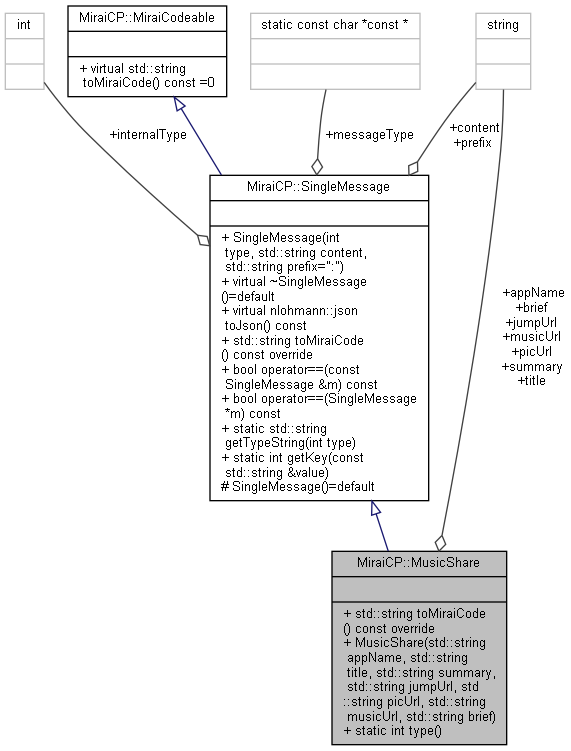 int
MiraiCP::MiraiCodeable
+ virtual std::string
toMiraiCode() const =0
static const char *const *
string
+internalType
+messageType
+content
+prefix
MiraiCP::SingleMessage
+ SingleMessage(int
type, std::string content,
std::string prefix=":")
+ virtual ~SingleMessage
()=default
+ virtual nlohmann::json
toJson() const
+ std::string toMiraiCode
() const override
+ bool operator==(const
SingleMessage &m) const
+ bool operator==(SingleMessage
*m) const
+ static std::string
getTypeString(int type)
+ static int getKey(const
std::string &value)
# SingleMessage()=default
+appName
+brief
+jumpUrl
+musicUrl
+picUrl
+summary
+title
MiraiCP::MusicShare
+ std::string toMiraiCode
() const override
+ MusicShare(std::string
appName, std::string
title, std::string summary,
std::string jumpUrl, std
::string picUrl, std::string
musicUrl, std::string brief)
+ static int type()